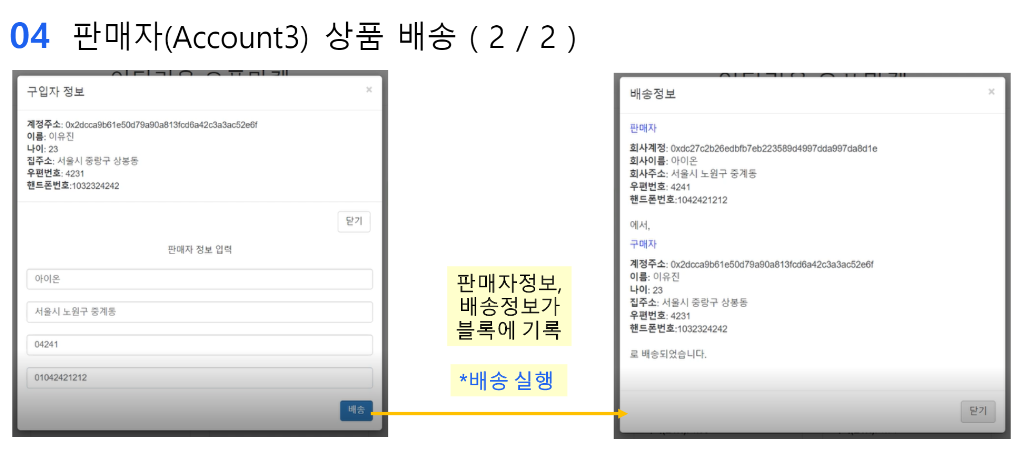 04 판매자(Account3) 상품 배송 ( 2 / 2 )
구입자 정보
×
계정주소: 0x2dcca9b61e50d79a90a813fcd6a42c3a3ac52e6f
이름: 이유진
나이: 23
집주소: 서울시 중랑구 상봉동
우편번호: 4231
핸드폰번호:1032324242
닫기
판매자 정보 입력
아이온
서울시 노원구 중계동
04241
01042421212
배송
판매자정보,
배송정보가
블록에 기록
*배송 실행
배송정보
×
판매자
회사계정: 0xdc27c2b26edbfb7eb223589d4997dda997da8d1e
회사이름: 아이온
회사주소: 서울시 노원구 중계동
우편번호: 4241
핸드폰번호:1042421212
에서,
구매자
계정주소: 0x2dcca9b61e50d79a90a813fcd6a42c3a3ac52e6f
이름: 이유진
나이: 23
집주소: 서울시 중랑구 상봉동
우편번호: 4231
핸드폰번호:1032324242
로 배송되었습니다.
닫기